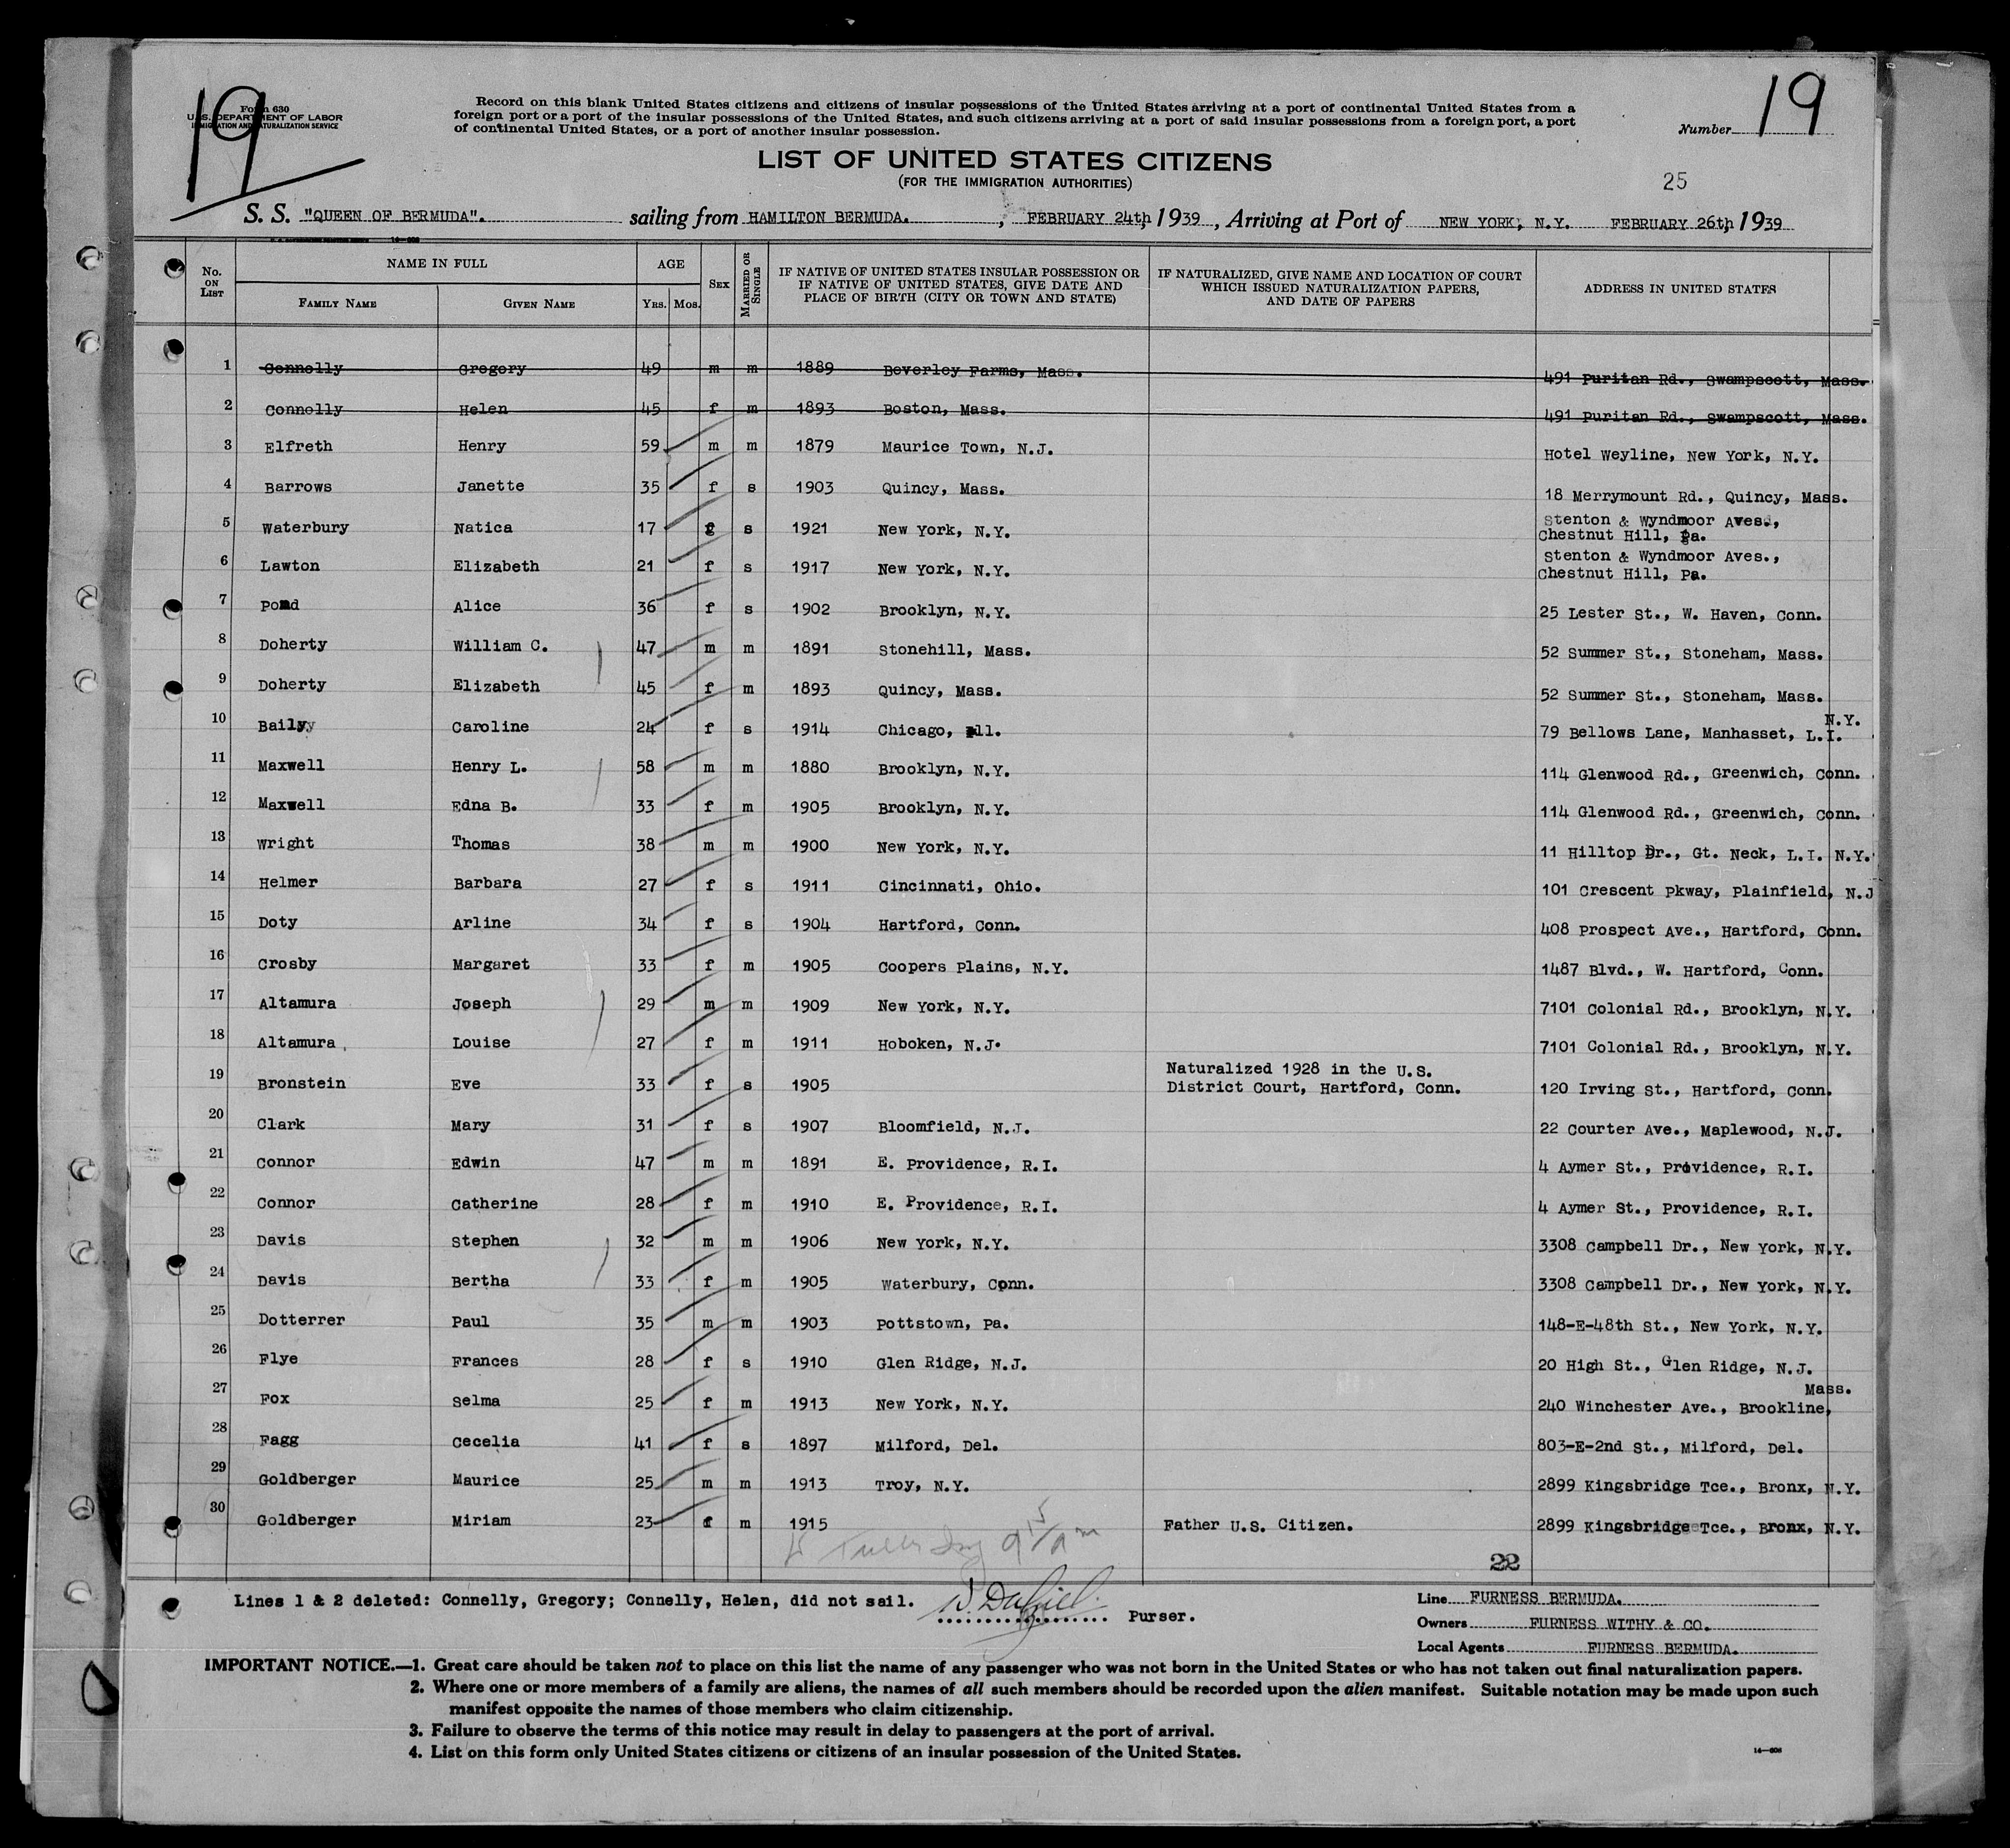 19
Form 630
U.S. DEPARTMENT OF LABOR
IMMIGRATION AND NATURALIZATION SERVICE
Record on this blank United States citizens and citizens of insular possessions of the United States arriving at a port of continental United States from a
foreign port or a port of the insular possessions of the United States, and such citizens arriving at a port of said insular possessions from a foreign port, a port
of continental United States, or a port of another insular possession.
Number 19
LIST OF UNITED STATES CITIZENS
(FOR THE IMMIGRATION AUTHORITIES)
25
S. S. "QUEEN OF BERMUDA". sailing from HAMILTON BERMUDA. , FEBRUARY 24th, 1939, Arriving at Port of NEW YORK, N.Y. FEBRUARY 26th, 1939
No. ON LIST NAME IN FULL FAMILY NAME GIVEN NAME AGE YRS. MOS. SEX MARRIED OR SINGLE IF NATIVE OF UNITED STATES INSULAR POSSESSION OR IF NATIVE OF UNITED STATES, GIVE DATE AND PLACE OF BIRTH (CITY OR TOWN AND STATE) IF NATURALIZED, GIVE NAME AND LOCATION OF COURT WHICH ISSUED NATURALIZATION PAPERS, AND DATE OF PAPERS ADDRESS IN UNITED STATES
1 Connolly Gregory 49 m m 1889 Beverley Farms, Mass. 491 Puritan Rd., Swampscott, Mass.
2 Connolly Helen 45 f m 1893 Boston, Mass. 491 Puritan Rd., Swampscott, Mass.
3 Elfreth Henry 59 m m 1879 Maurice Town, N.J. Hotel Weyline, New York, N.Y.
4 Barrows Janette 35 f s 1903 Quincy, Mass. 18 Merrymount Rd., Quincy, Mass.
5 Waterbury Natica 17 f s 1921 New York, N.Y. Stenton & Wyndmoor Aves.,
Chestnut Hill, Pa.
6 Lawton Elizabeth 21 f s 1917 New York, N.Y. Stenton & Wyndmoor Aves.,
Chestnut Hill, Pa.
7 Pond Alice 36 f s 1902 Brooklyn, N.Y. 25 Lester St., W. Haven, Conn.
8 Doherty William C. 47 m m 1891 Stonehill, Mass. 52 Summer St., Stoneham, Mass.
9 Doherty Elizabeth 45 f m 1893 Quincy, Mass. 52 Summer St., Stoneham, Mass.
10 Baily Caroline 24 f s 1914 Chicago, Ill. 79 Bellows Lane, Manhasset, L.I. N.Y.
11 Maxwell Henry L. 58 m m 1880 Brooklyn, N.Y. 114 Glenwood Rd., Greenwich, Conn.
12 Maxwell Edna B. 33 f m 1905 Brooklyn, N.Y. 114 Glenwood Rd., Greenwich, Conn.
13 Wright Thomas 38 m m 1900 New York, N.Y. 11 Hilltop Dr., Gt. Neck, L.I. N.Y.
14 Helmer Barbara 27 f s 1911 Cincinnati, Ohio. 101 Crescent Pkway, Plainfield, N.J
15 Doty Arline 34 f s 1904 Hartford, Conn. 408 Prospect Ave., Hartford, Conn.
16 Crosby Margaret 33 f m 1905 Coopers Plains, N.Y. 1487 Blvd., W. Hartford, Conn.
17 Altamura Joseph 29 m m 1909 New York, N.Y. 7101 Colonial Rd., Brooklyn, N.Y.
18 Altamura Louise 27 f m 1911 Hoboken, N.J. 7101 Colonial Rd., Brooklyn, N.Y.
19 Bronstein Eve 33 f s 1905 Naturalized 1928 in the U.S.
District Court, Hartford, Conn. 120 Irving St., Hartford, Conn.
20 Clark Mary 31 f s 1907 Bloomfield, N.J. 22 Courter Ave., Maplewood, N.J.
21 Connor Edwin 47 m m 1891 E. Providence, R.I. 4 Aymer St., Providence, R.I.
22 Connor Catherine 28 f m 1910 E. Providence, R.I. 4 Aymer St., Providence, R.I.
23 Davis Stephen 32 m m 1906 New York, N.Y. 3308 Campbell Dr., New York, N.Y.
24 Davis Bertha 33 f m 1905 Waterbury, Conn. 3308 Campbell Dr., New York, N.Y.
25 Dotterrer Paul 35 m m 1903 Pottstown, Pa. 148-E-48th St., New York, N.Y.
26 Flye Frances 28 f s 1910 Glen Ridge, N.J. 20 High St., Glen Ridge, N.J.
27 Fox Selma 25 f m 1913 New York, N.Y. 240 Winchester Ave., Brookline, Mass.
28 Fagg Cecelia 41 f s 1897 Milford, Del. 803-E-2nd St., Milford, Del.
29 Goldberger Maurice 25 m m 1913 Troy, N.Y. 2899 Kingsbridge Tce., Bronx, N.Y.
30 Goldberger Miriam 23 f m 1915 Father U.S. Citizen. 2899 Kingsbridge Tce., Bronx, N.Y.
22
Lines 1 & 2 deleted: Connelly, Gregory; Connelly, Helen, did not sail. Purser.
Line FURNESS BERMUDA.
Owners FURNESS WITHY & CO.
Local Agents FURNESS BERMUDA.
IMPORTANT NOTICE.—1. Great care should be taken not to place on this list the name of any passenger who was not born in the United States or who has not taken out final naturalization papers.
2. Where one or more members of a family are aliens, the names of all such members should be recorded upon the alien manifest. Suitable notation may be made upon such
manifest opposite the names of those members who claim citizenship.
3. Failure to observe the terms of this notice may result in delay to passengers at the port of arrival.
4. List on this form only United States citizens or citizens of an insular possession of the United States.